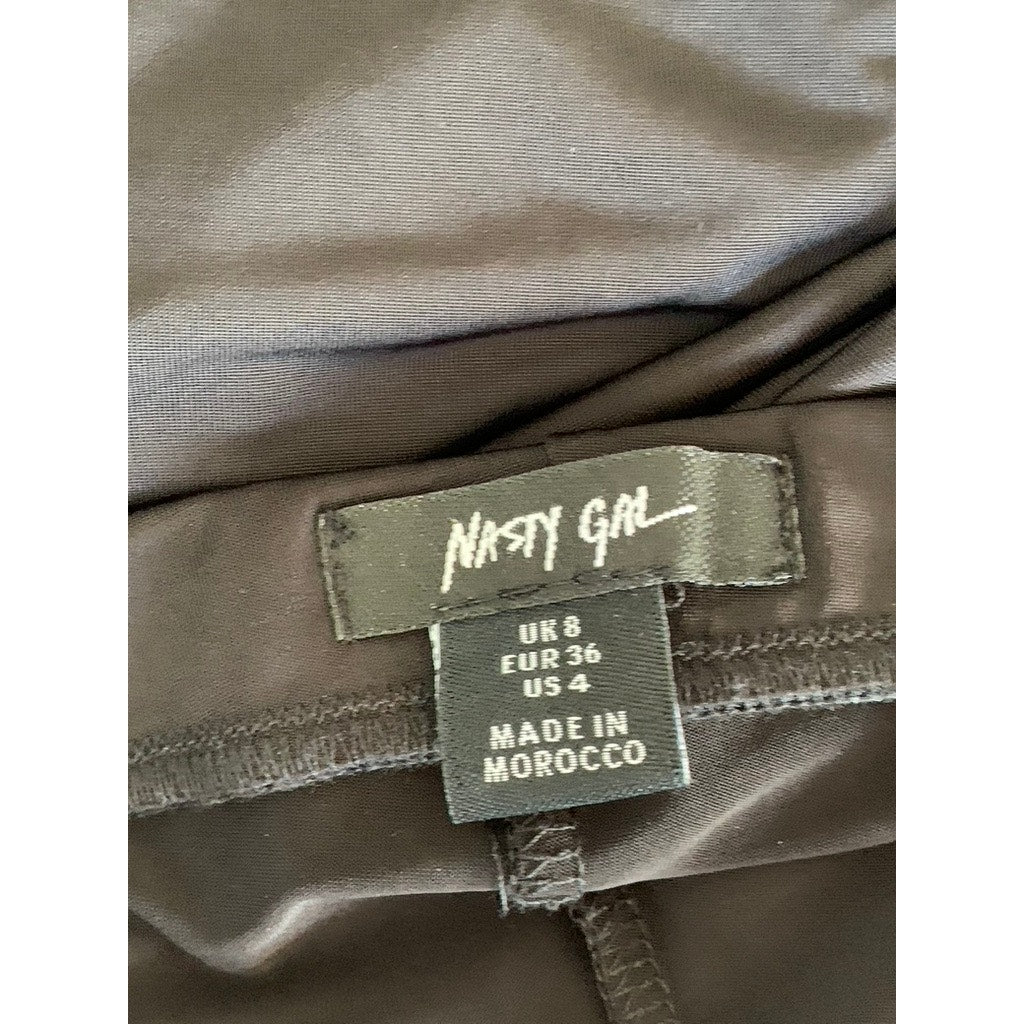 NASTY GAL
UK 8
EUR 36
US 4
MADE IN
MOROCCO